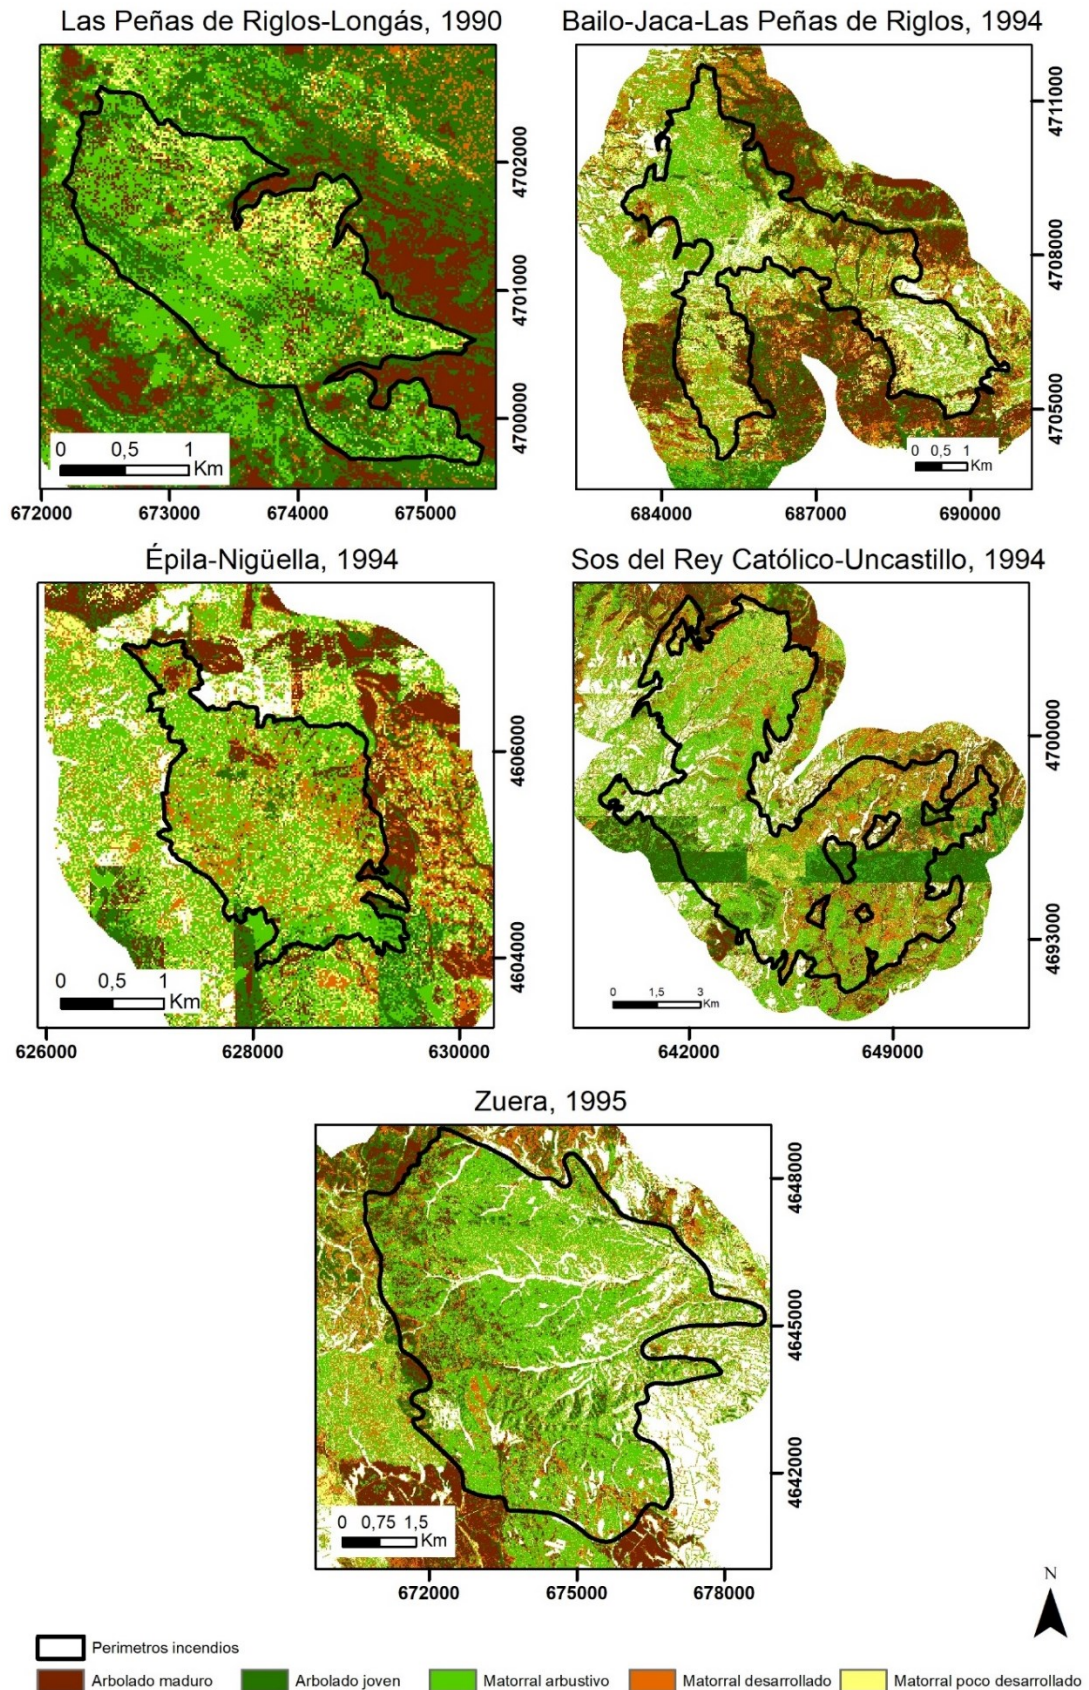 Las Peñas de Riglos-Longás, 1990
4702000
4701000
4700000
0 0,5 1
Km
672000 673000 674000 675000
Bailo-Jaca-Las Peñas de Riglos, 1994
4711000
4708000
4705000
0 0,5 1
Km
684000 687000 690000
Épila-Nigüella, 1994
4606000
4604000
0 0,5 1
Km
626000 628000 630000
Sos del Rey Católico-Uncastillo, 1994
4700000
4693000
0 1,5 3
Km
642000 649000
Zuera, 1995
4648000
4645000
4642000
0 0,75 1,5
Km
672000 675000 678000
N
Perimetros incendios
Arbolado maduro Arbolado joven Matorral arbustivo Matorral desarrollado Matorral poco desarrollado